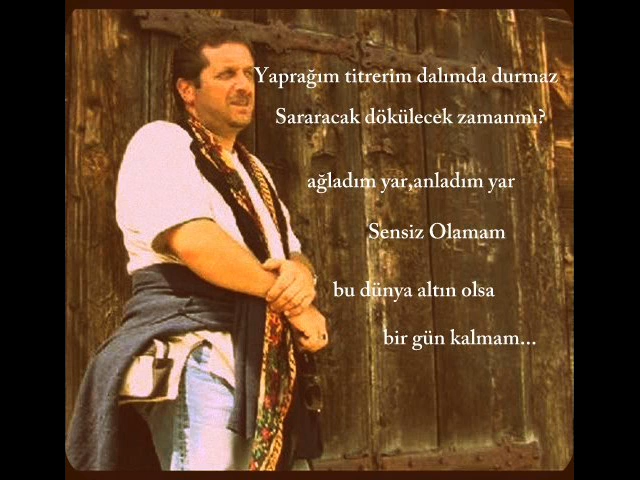 Yaprağım titrerim dalımda durmaz
Sararacak dökülecek zamanmı?
ağladım yar,anladım yar
Sensiz Olamam
bu dünya altın olsa
bir gün kalmam...